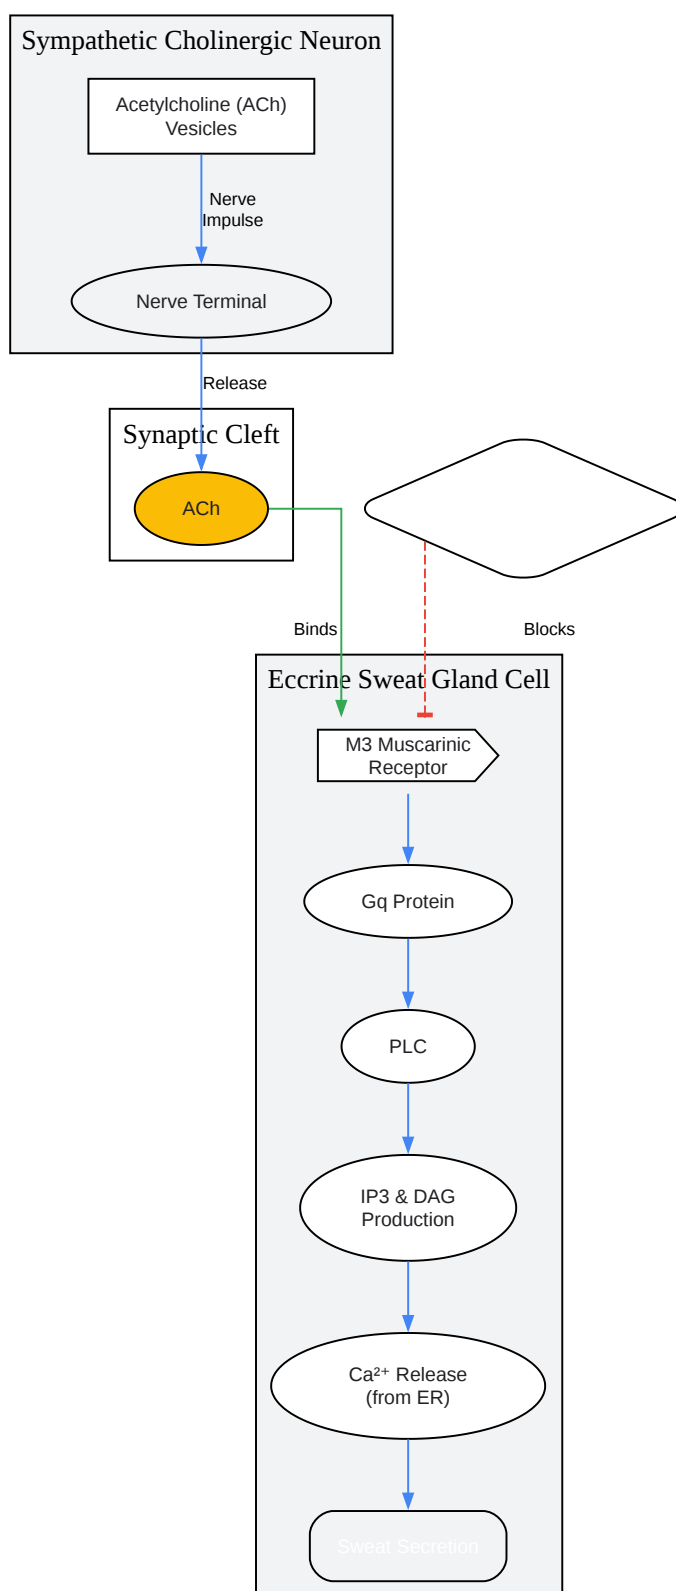 Sympathetic Cholinergic Neuron
Acetylcholine (ACh)
Vesicles
Nerve
Impulse
Nerve Terminal
Release
Synaptic Cleft
ACh
Binds
Blocks
Eccrine Sweat Gland Cell
M3 Muscarinic
Receptor
Gq Protein
PLC
IP3 & DAG
Production
Ca²⁺ Release
(from ER)
Sweat Secretion